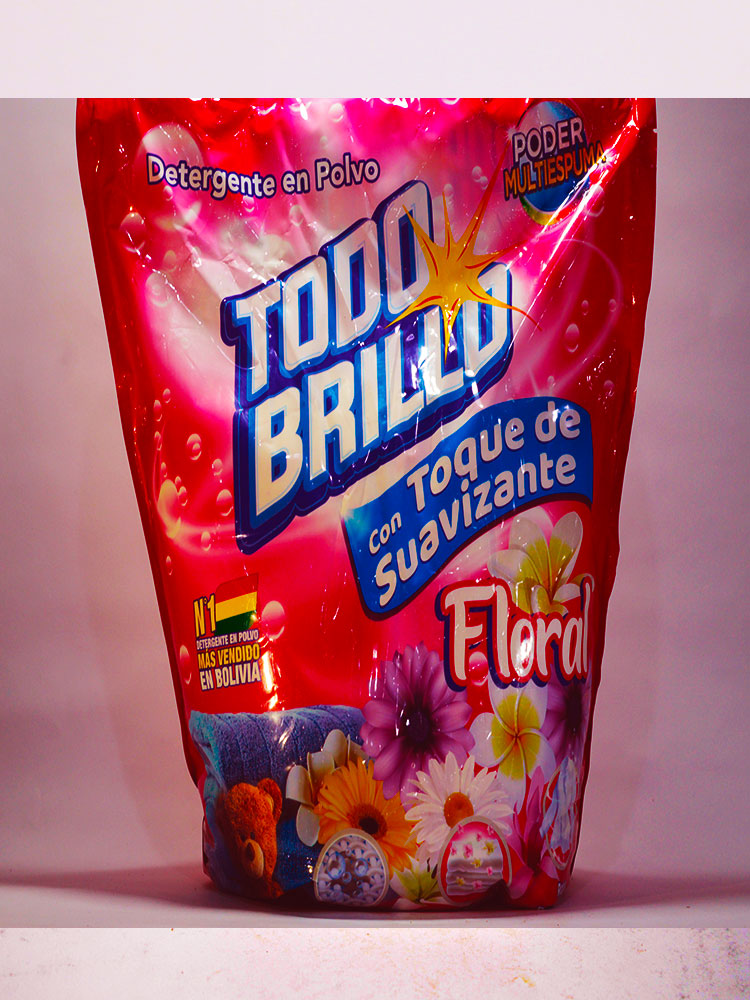 Detergente en Polvo
PODER
MULTIESPUMA
TODO
BRILLO
con Toque de
Suavizante
Floral
N°1
DETERGENTE EN POLVO
MÁS VENDIDO
EN BOLIVIA